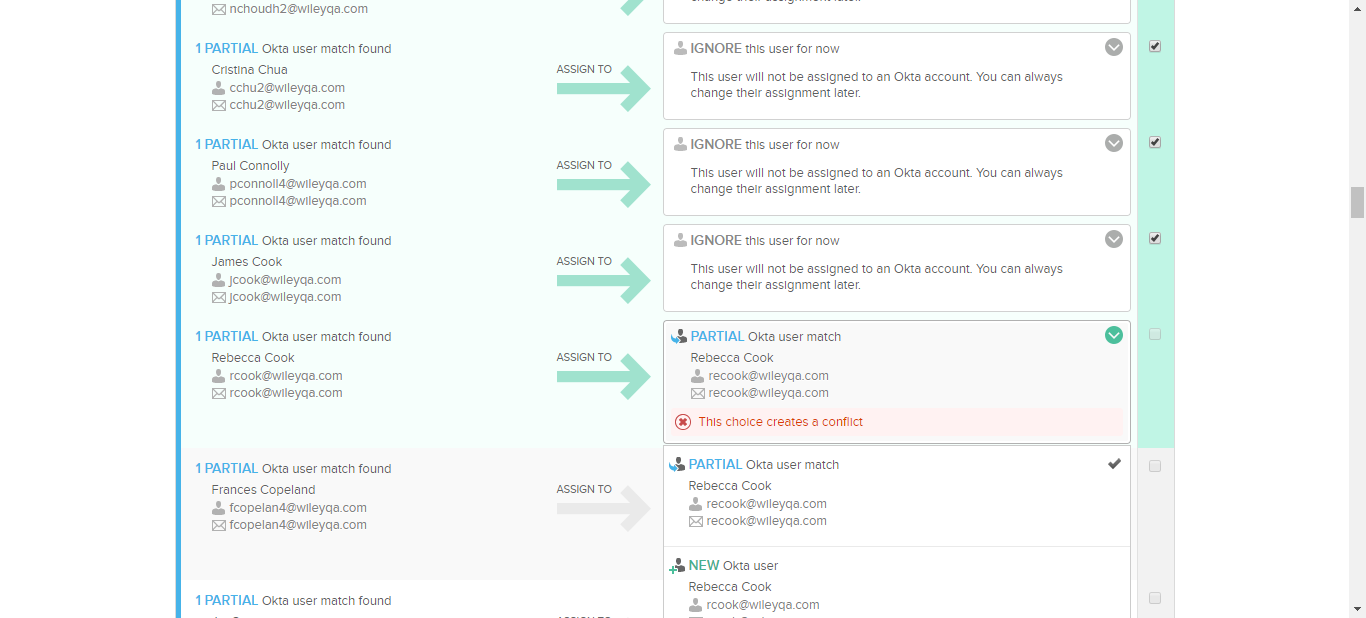 nchoudh2@wileyqa.com
change their assignment later.
1 PARTIAL Okta user match found
Cristina Chua
cchu2@wileyqa.com
cchu2@wileyqa.com
ASSIGN TO
IGNORE this user for now
This user will not be assigned to an Okta account. You can always
change their assignment later.
1 PARTIAL Okta user match found
Paul Connolly
pconnoll4@wileyqa.com
pconnoll4@wileyqa.com
ASSIGN TO
IGNORE this user for now
This user will not be assigned to an Okta account. You can always
change their assignment later.
1 PARTIAL Okta user match found
James Cook
jcook@wileyqa.com
jcook@wileyqa.com
ASSIGN TO
IGNORE this user for now
This user will not be assigned to an Okta account. You can always
change their assignment later.
1 PARTIAL Okta user match found
Rebecca Cook
rcook@wileyqa.com
rcook@wileyqa.com
ASSIGN TO
PARTIAL Okta user match
Rebecca Cook
recook@wileyqa.com
recook@wileyqa.com
This choice creates a conflict
1 PARTIAL Okta user match found
Frances Copeland
fcopelan4@wileyqa.com
fcopelan4@wileyqa.com
ASSIGN TO
PARTIAL Okta user match
Rebecca Cook
recook@wileyqa.com
recook@wileyqa.com
NEW Okta user
Rebecca Cook
rcook@wileyqa.com
1 PARTIAL Okta user match found
ASSIGN TO